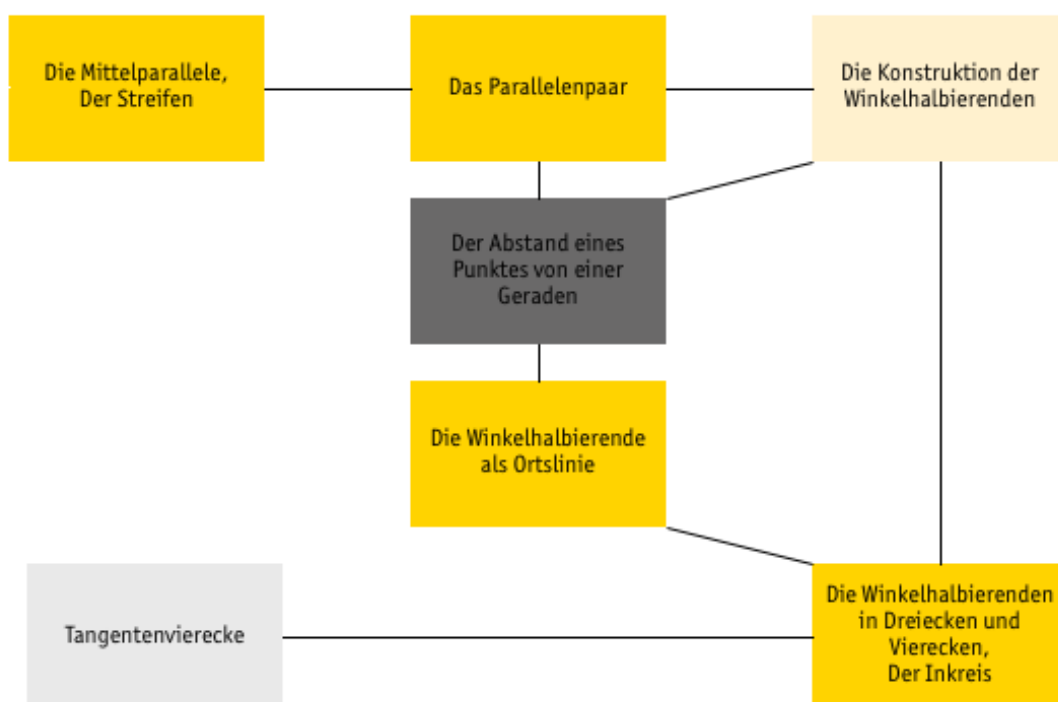 Die Mittelparallele,
Der Streifen
Das Parallelenpaar
Die Konstruktion der
Winkelhalbierenden
Der Abstand eines
Punktes von einer
Geraden
Die Winkelhalbierende
als Ortslinie
Tangentenvierecke
Die Winkelhalbierenden
in Dreiecken und
Vierecken,
Der Inkreis